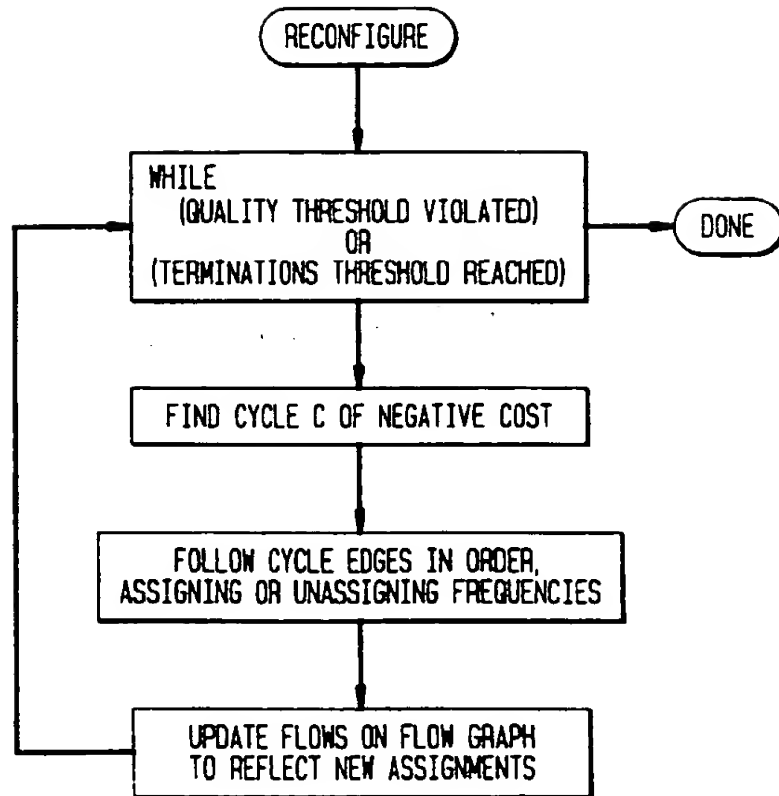 RECONFIGURE
WHILE
(QUALITY THRESHOLD VIOLATED)
OR
(TERMINATIONS THRESHOLD REACHED)
DONE
FIND CYCLE C OF NEGATIVE COST
FOLLOW CYCLE EDGES IN ORDER,
ASSIGNING OR UNASSIGNING FREQUENCIES
UPDATE FLOWS ON FLOW GRAPH
TO REFLECT NEW ASSIGNMENTS